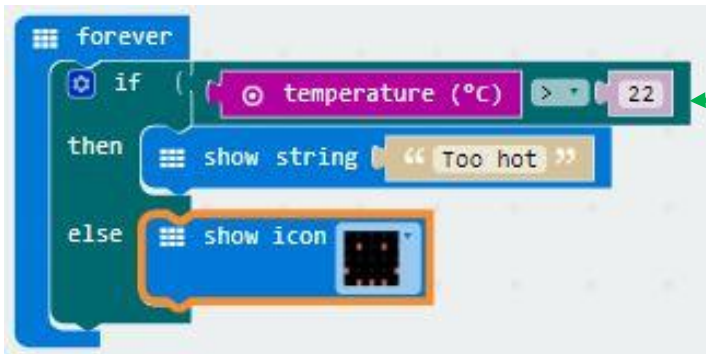 forever
if temperature (°C) > 22
then show string “ Too hot ”
else show icon